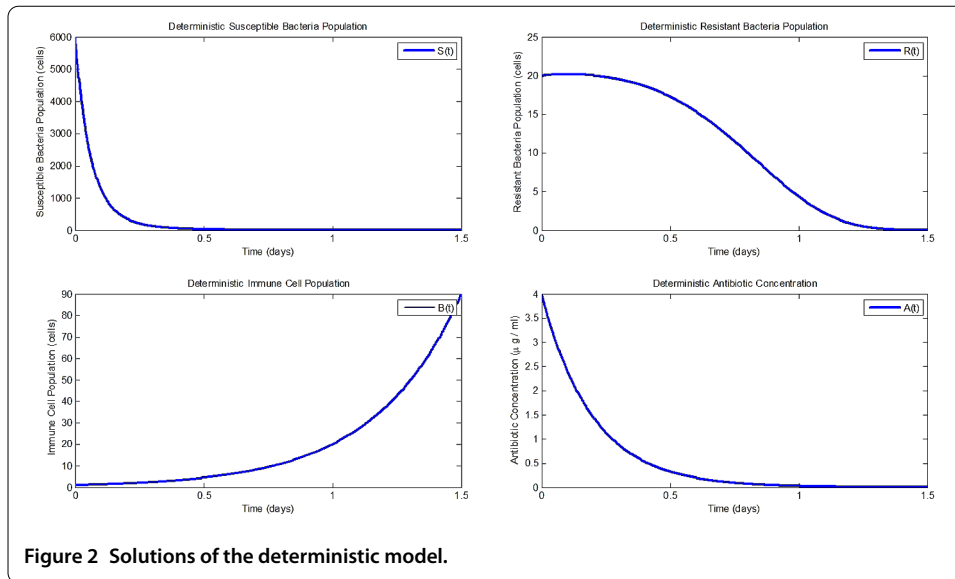 Deterministic Susceptible Bacteria Population
Susceptible Bacteria Population (cells)
6000
5000
4000
3000
2000
1000
0
0
0.5
1
1.5
Time (days)
S(t)
Deterministic Resistant Bacteria Population
Resistant Bacteria Population (cells)
25
20
15
10
5
0
0
0.5
1
1.5
Time (days)
R(t)
Deterministic Immune Cell Population
Immune Cell Population (cells)
90
80
70
60
50
40
30
20
10
0
0
0.5
1
1.5
Time (days)
B(t)
Deterministic Antibiotic Concentration
Antibiotic Concentration (μ g / ml)
4
3.5
3
2.5
2
1.5
1
0.5
0
0
0.5
1
1.5
Time (days)
A(t)
Figure 2 Solutions of the deterministic model.